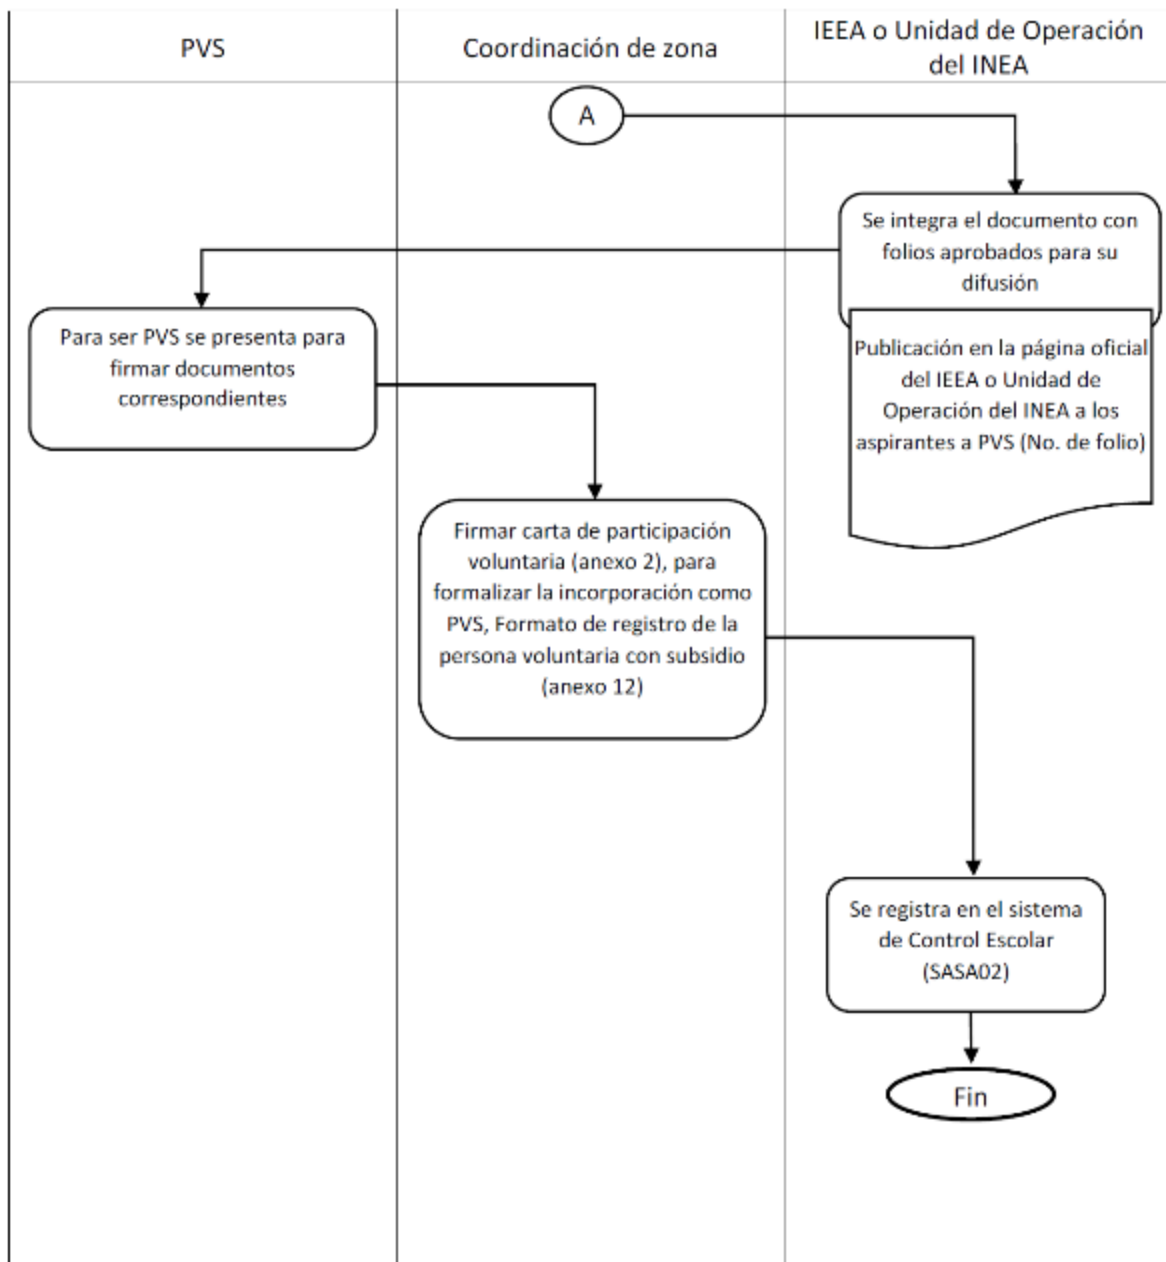 PVS
Coordinación de zona
IEEA o Unidad de Operación
del INEA
A
Se integra el documento con
folios aprobados para su
difusión
Publicación en la página oficial
del IEEA o Unidad de
Operación del INEA a los
aspirantes a PVS (No. de folio)
Para ser PVS se presenta para
firmar documentos
correspondientes
Firmar carta de participación
voluntaria (anexo 2), para
formalizar la incorporación como
PVS, Formato de registro de la
persona voluntaria con subsidio
(anexo 12)
Se registra en el sistema
de Control Escolar
(SASA02)
Fin